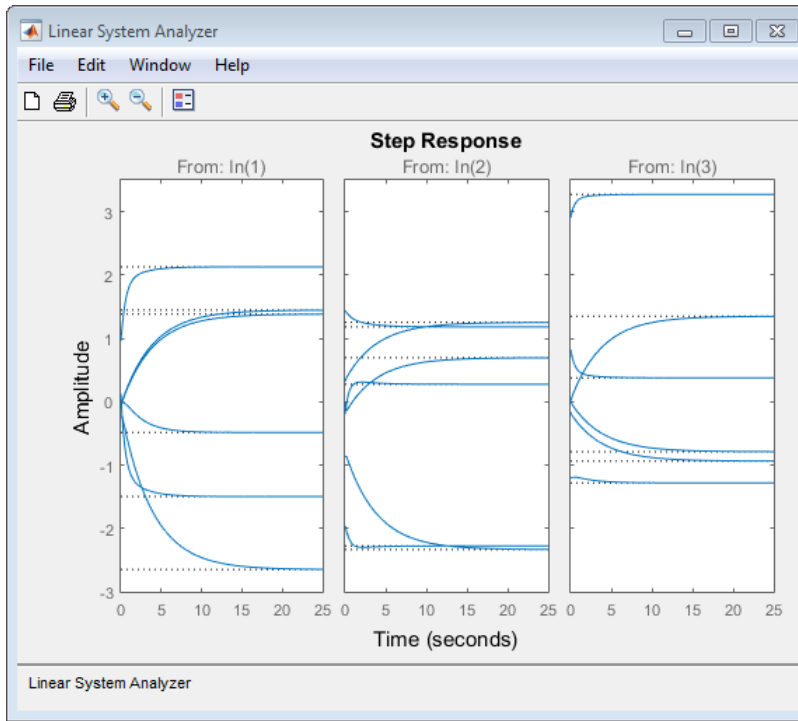 Linear System Analyzer
File Edit Window Help
Step Response
From: In(1) From: In(2) From: In(3)
Amplitude
3
2
1
0
-1
-2
-3
0 5 10 15 20 25 0 5 10 15 20 25 0 5 10 15 20 25
Time (seconds)
Linear System Analyzer